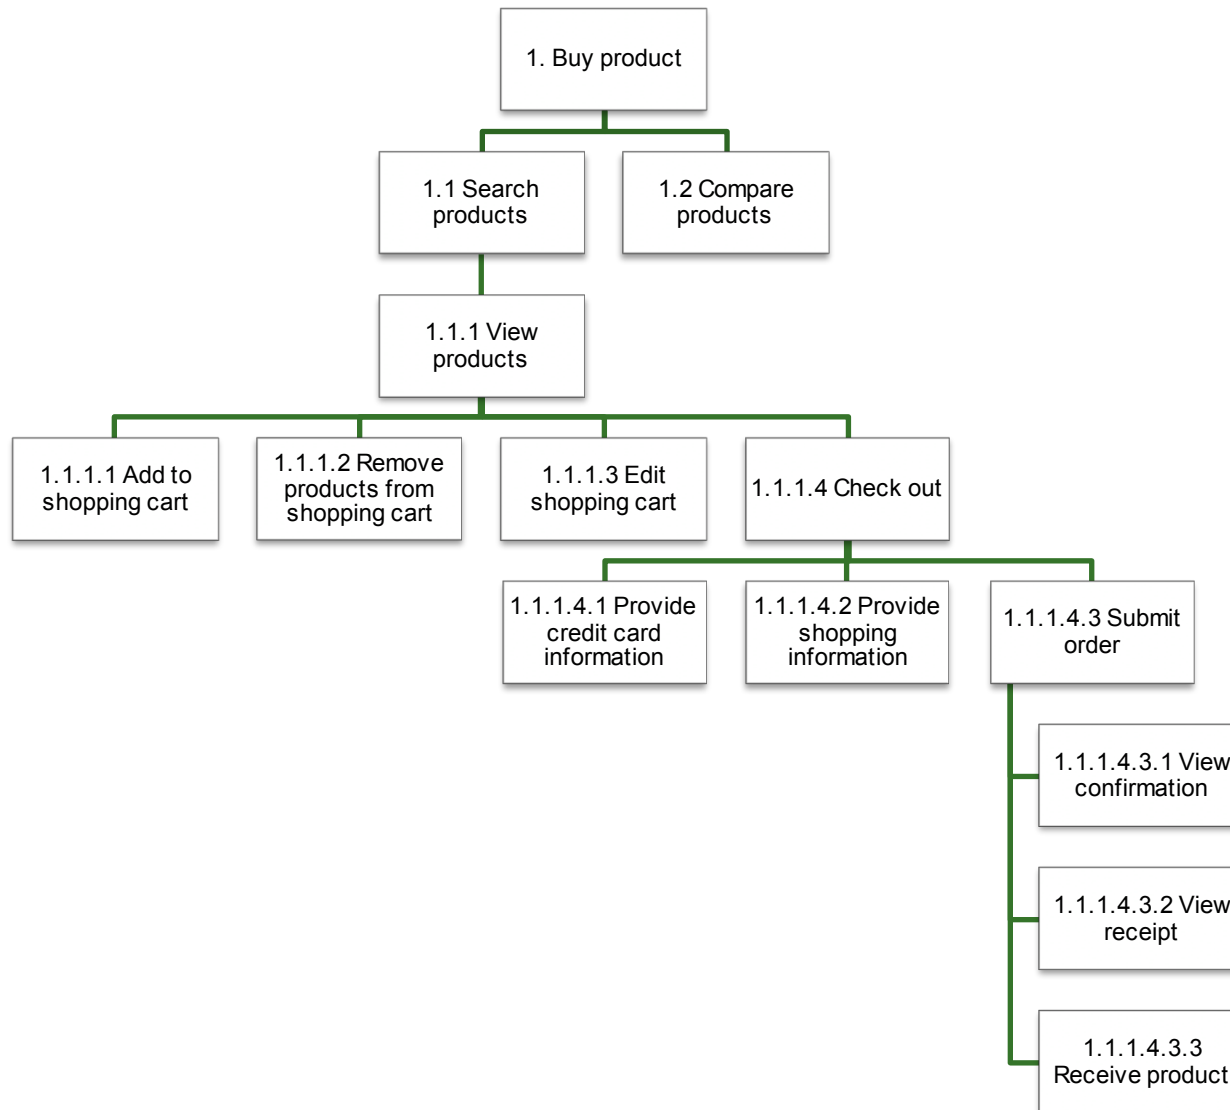 1. Buy product
1.1 Search
products
1.2 Compare
products
1.1.1 View
products
1.1.1.1 Add to
shopping cart
1.1.1.2 Remove
products from
shopping cart
1.1.1.3 Edit
shopping cart
1.1.1.4 Check out
1.1.1.4.1 Provide
credit card
information
1.1.1.4.2 Provide
shopping
information
1.1.1.4.3 Submit
order
1.1.1.4.3.1 View
confirmation
1.1.1.4.3.2 View
receipt
1.1.1.4.3.3
Receive product